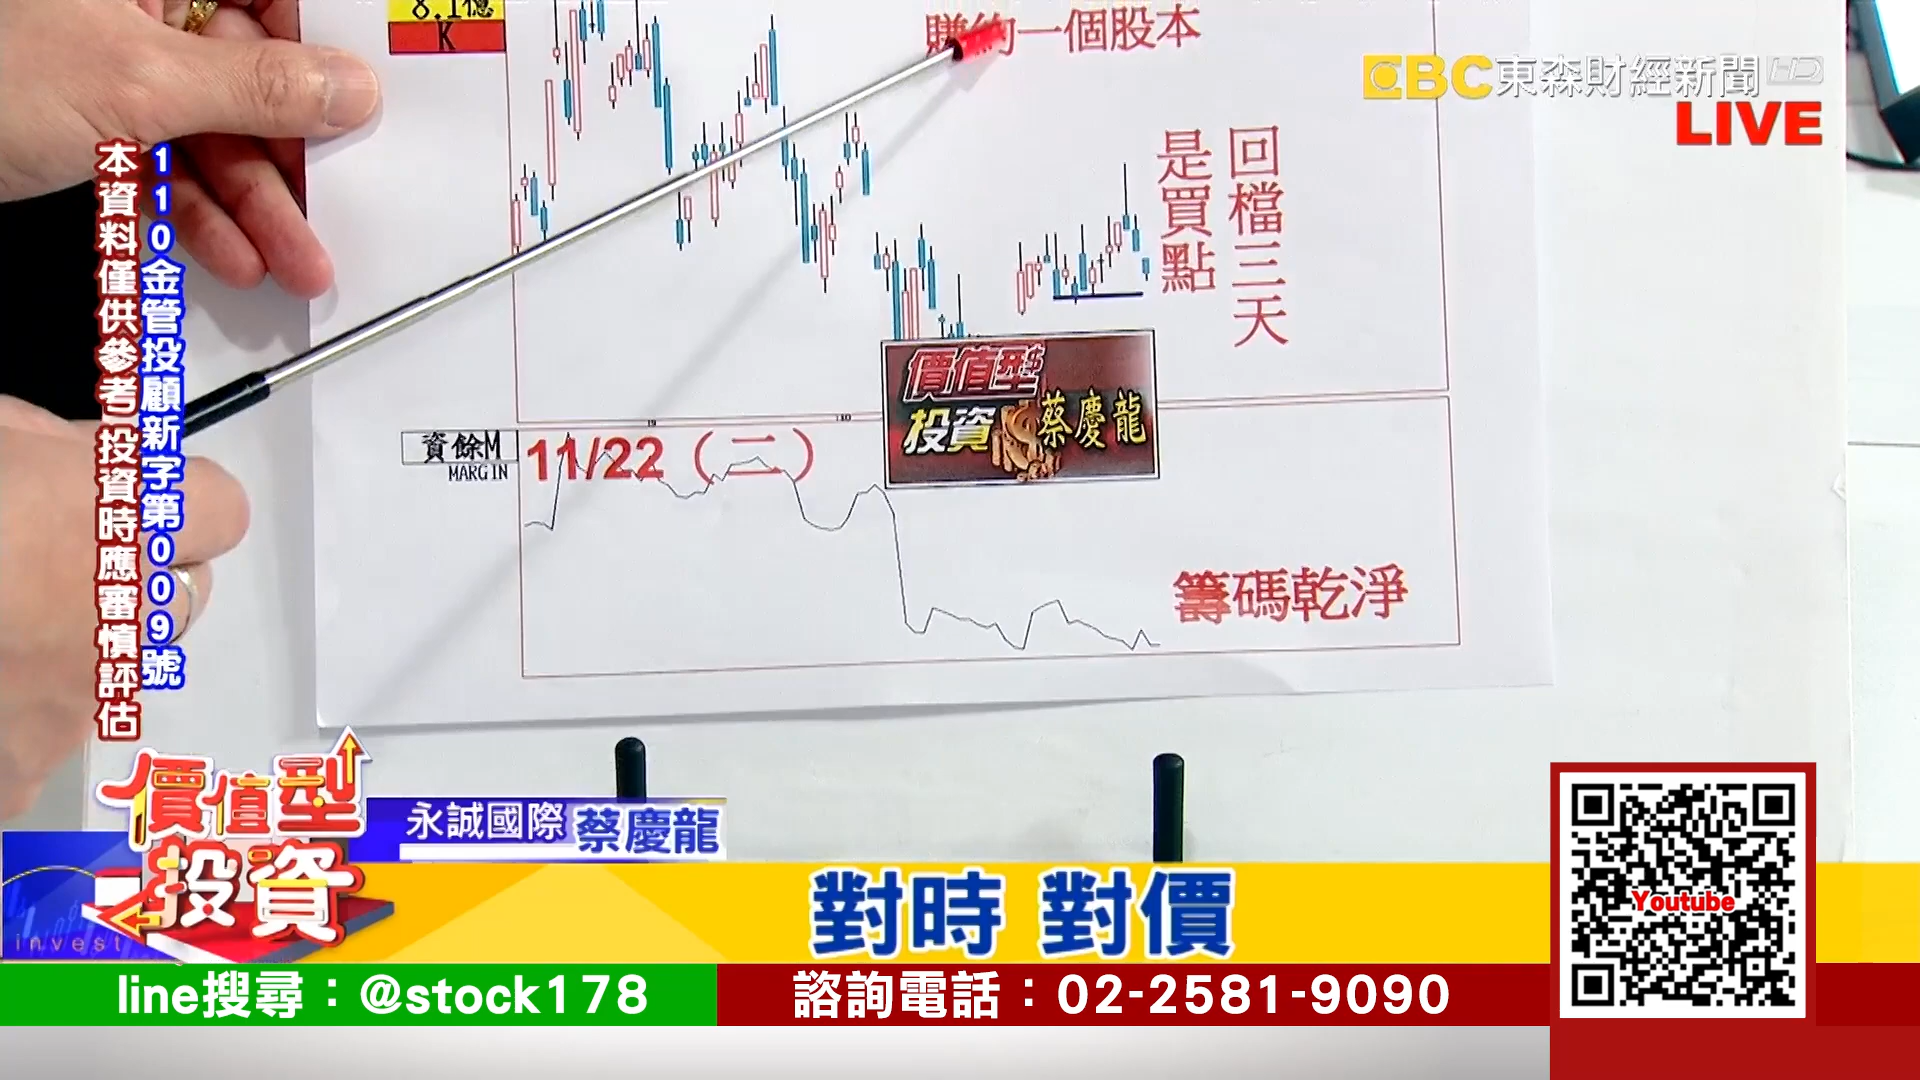 8.1億
K
賺約一個股本
EBC東森財經新聞HD
LIVE
回檔三天
是買點
110金管投顧新字第009號
本資料僅供參考 投資時應審慎評估
價值型
投資
蔡慶龍
19
10
資餘M
MARGIN
11/22（二）
籌碼乾淨
價值型
投資
invest
永誠國際 蔡慶龍
對時 對價
Youtube
line搜尋：@stock178
諮詢電話：02-2581-9090